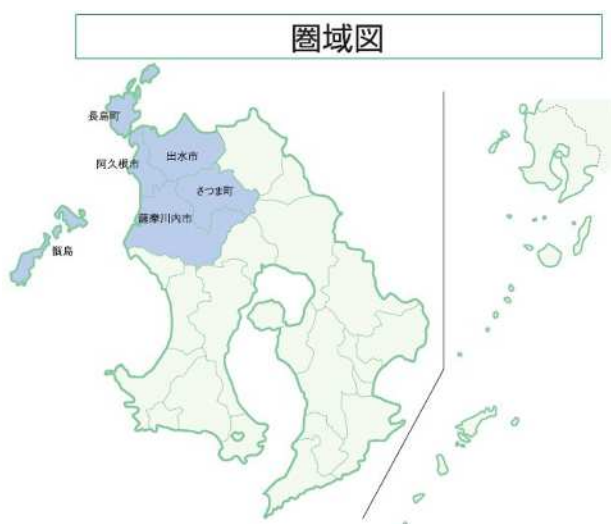 圏域図
長島町
阿久根市
出水市
さつま町
薩摩川内市
甑島